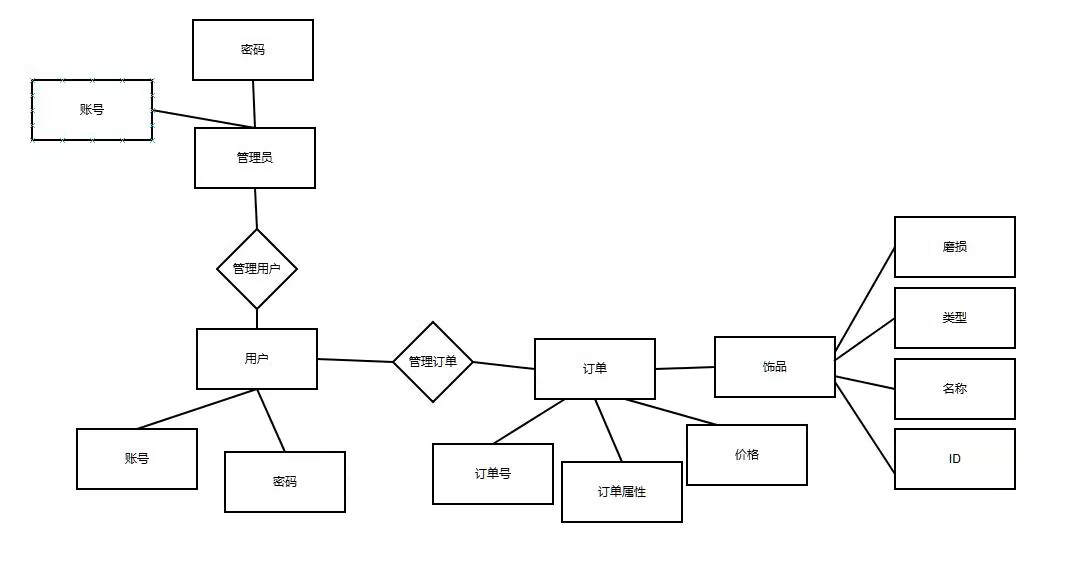 密码
账号
管理员
管理用户
用户
管理订单
订单
饰品
磨损
类型
名称
ID
账号
密码
订单号
订单属性
价格